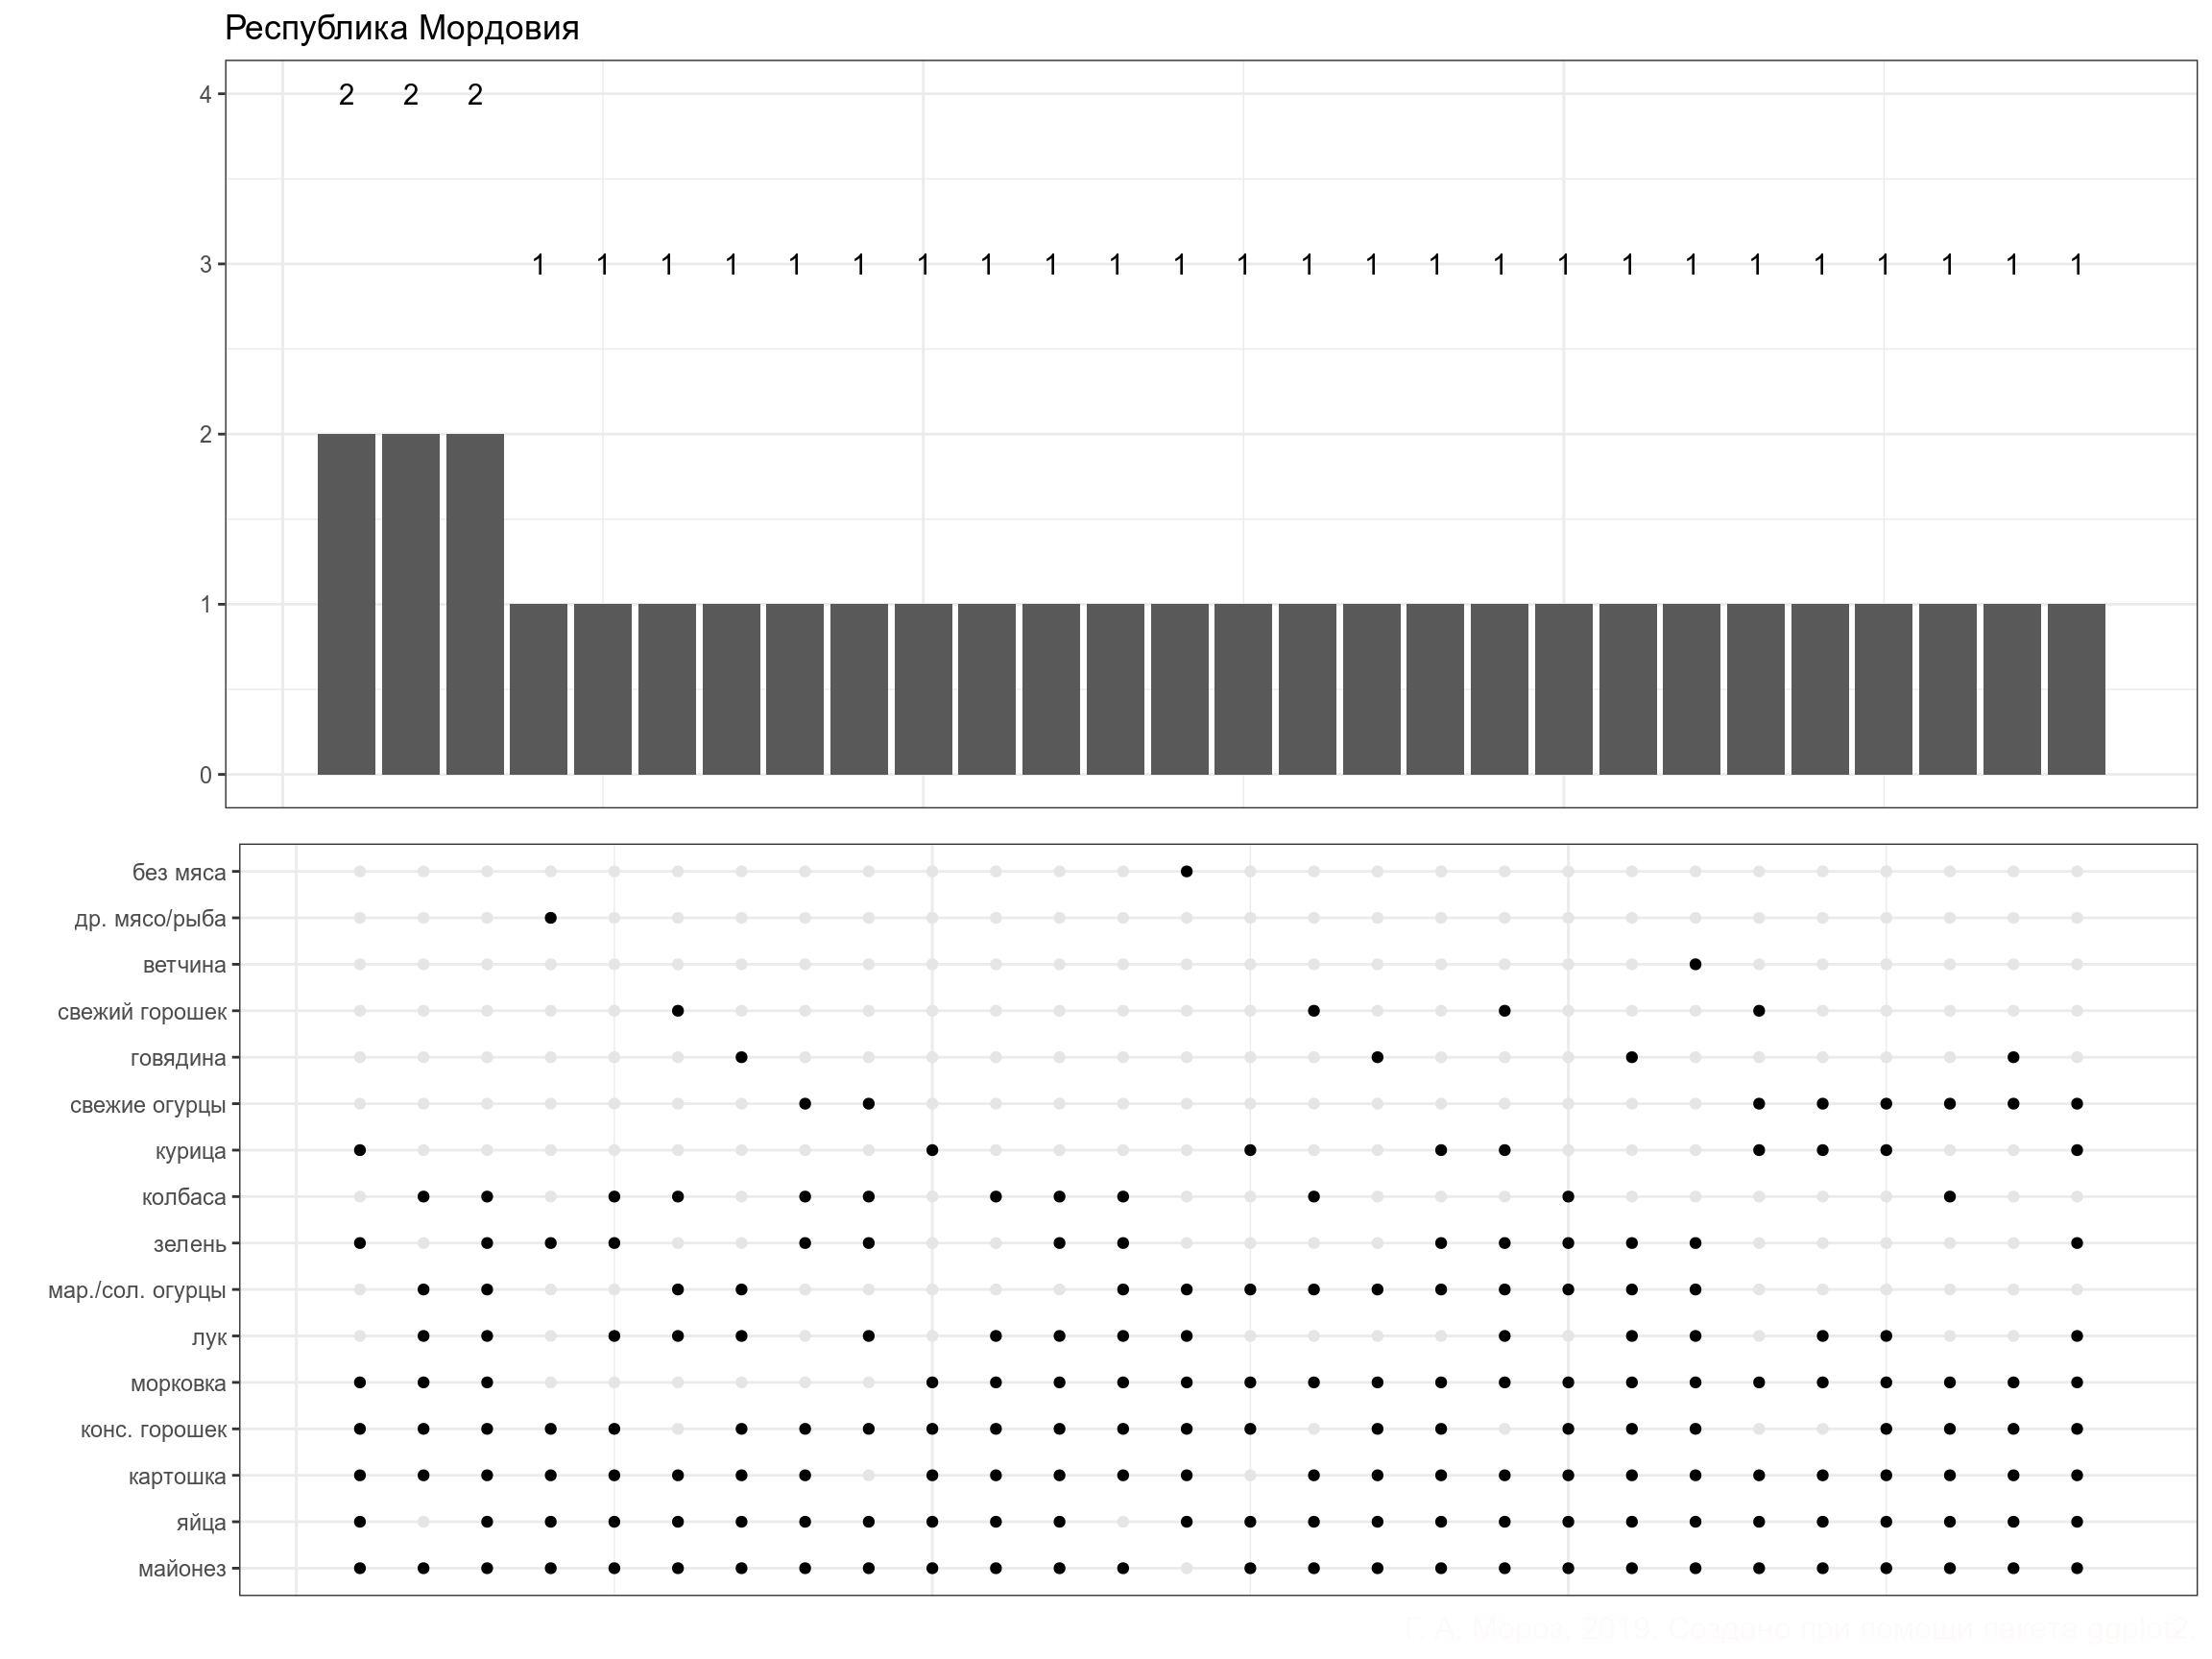 Республика Мордовия
4
2 2 2
3
1 1 1 1 1 1 1 1 1 1 1 1 1 1 1 1 1 1 1 1 1 1 1 1 1
2
1
0
без мяса
др. мясо/рыба
ветчина
свежий горошек
говядина
свежие огурцы
курица
колбаса
зелень
мар./сол. огурцы
лук
морковка
конс. горошек
картошка
яйца
майонез
Г. А. Мороз, 2019, Создано при помощи пакета ggplot2.